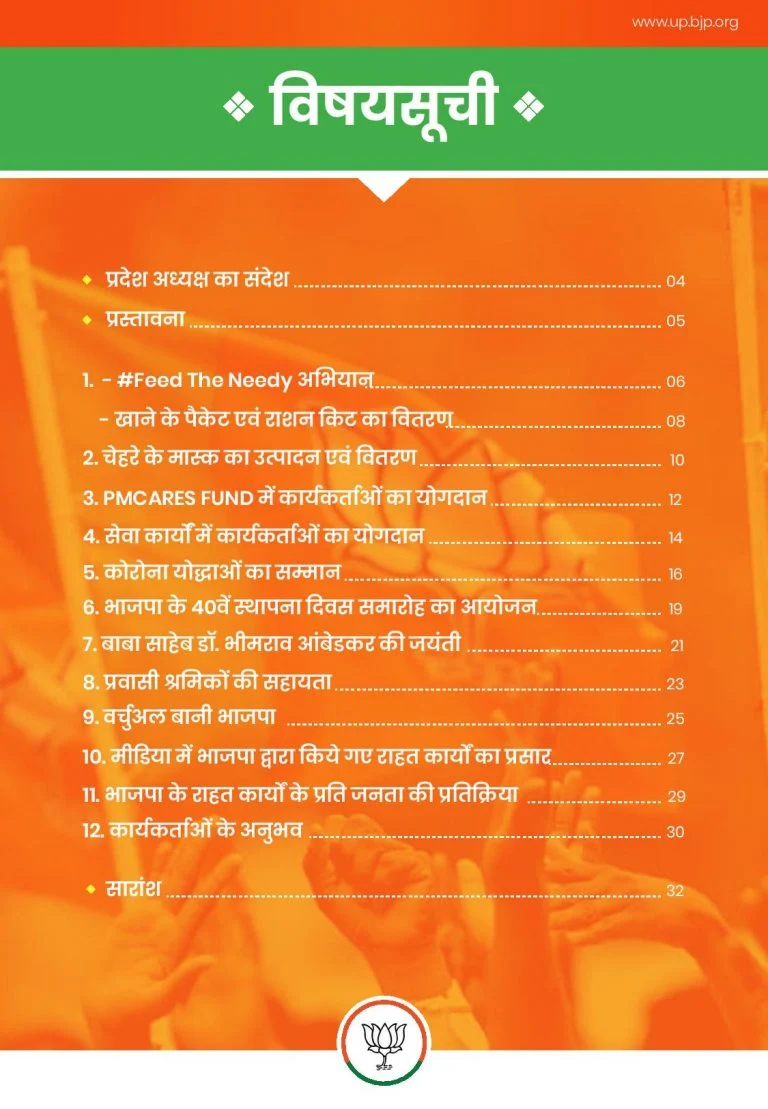 www.up.bjp.org
विषयसूची
प्रदेश अध्यक्ष का संदेश 04
प्रस्तावना 05
1. - #Feed The Needy अभियान 06
- खाने के पैकेट एवं राशन किट का वितरण 08
2. चेहरे के मास्क का उत्पादन एवं वितरण 10
3. PMCARES FUND में कार्यकर्ताओं का योगदान 12
4. सेवा कार्यों में कार्यकर्ताओं का योगदान 14
5. कोरोना योद्धाओं का सम्मान 16
6. भाजपा के 40वें स्थापना दिवस समारोह का आयोजन 19
7. बाबा साहेब डॉ. भीमराव आंबेडकर की जयंती 21
8. प्रवासी श्रमिकों की सहायता 23
9. वर्चुअल बानी भाजपा 25
10. मीडिया में भाजपा द्वारा किये गए राहत कार्यों का प्रसार 27
11. भाजपा के राहत कार्यों के प्रति जनता की प्रतिक्रिया 29
12. कार्यकर्ताओं के अनुभव 30
सारांश 32